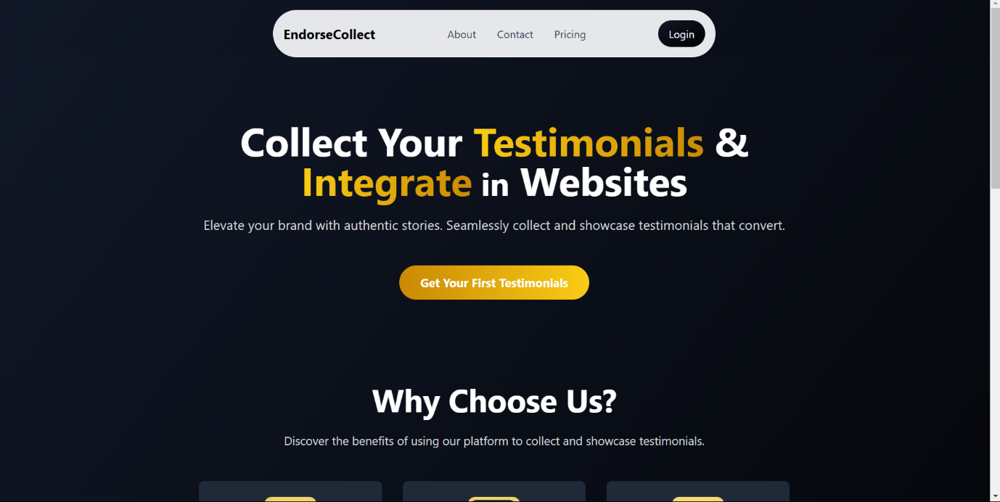 EndorseCollect About Contact Pricing Login
Collect Your Testimonials &
Integrate in Websites
Elevate your brand with authentic stories. Seamlessly collect and showcase testimonials that convert.
Get Your First Testimonials
Why Choose Us?
Discover the benefits of using our platform to collect and showcase testimonials.